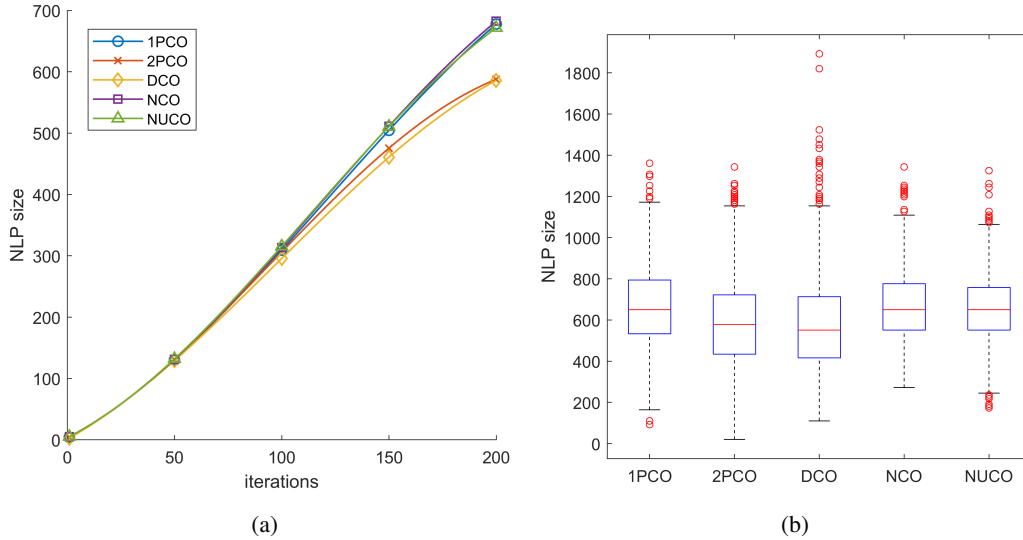 700
600
500
400
300
200
100
0
NLP size
1PCO
2PCO
DCO
NCO
NUCO
0 50 100 150 200
iterations
(a)
1800
1600
1400
1200
1000
800
600
400
200
0
NLP size
1PCO 2PCO DCO NCO NUCO
(b)